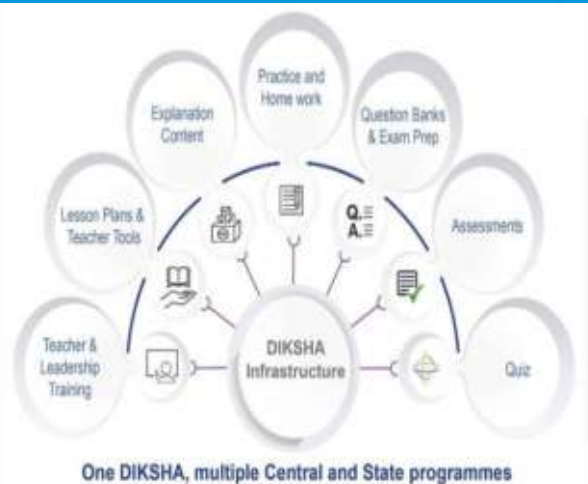 Practice and
Home work
Explanation
Content
Question Banks
& Exam Prep
Lesson Plans &
Teacher Tools
Q.
A.
Assessments
Teacher &
Leadership
Training
DIKSHA
Infrastructure
Quiz
One DIKSHA, multiple Central and State programmes